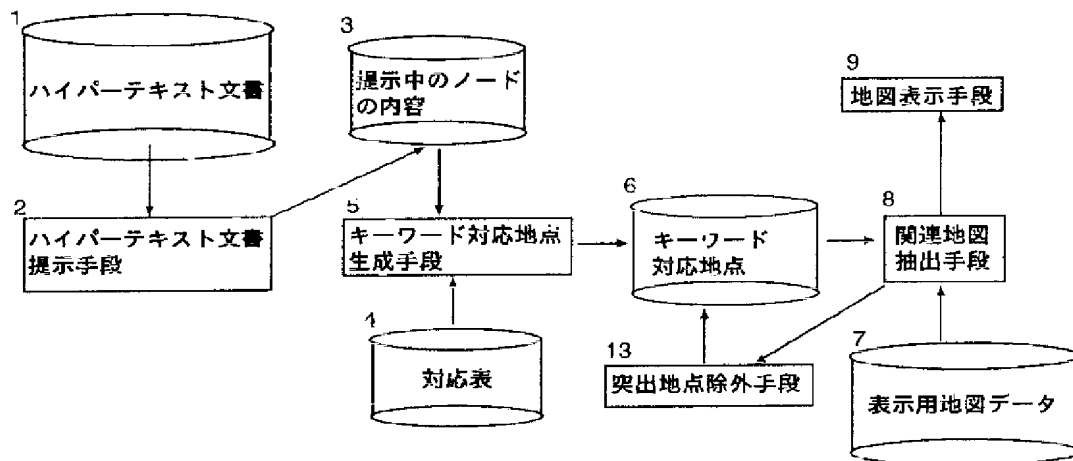 1
ハイパーテキスト文書
2
ハイパーテキスト文書
提示手段
3
提示中のノード
の内容
5
キーワード対応地点
生成手段
4
対応表
6
キーワード
対応地点
13
突出地点除外手段
9
地図表示手段
8
関連地図
抽出手段
7
表示用地図データ